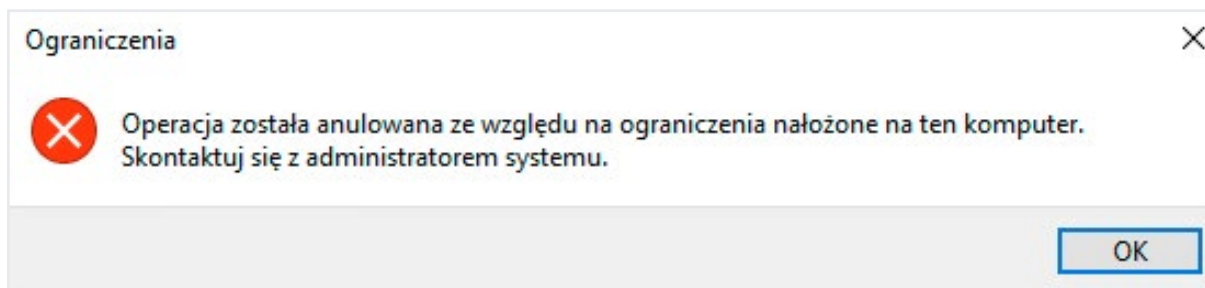 Ograniczenia
Operacja została anulowana ze względu na ograniczenia nałożone na ten komputer.
Skontaktuj się z administratorem systemu.
OK